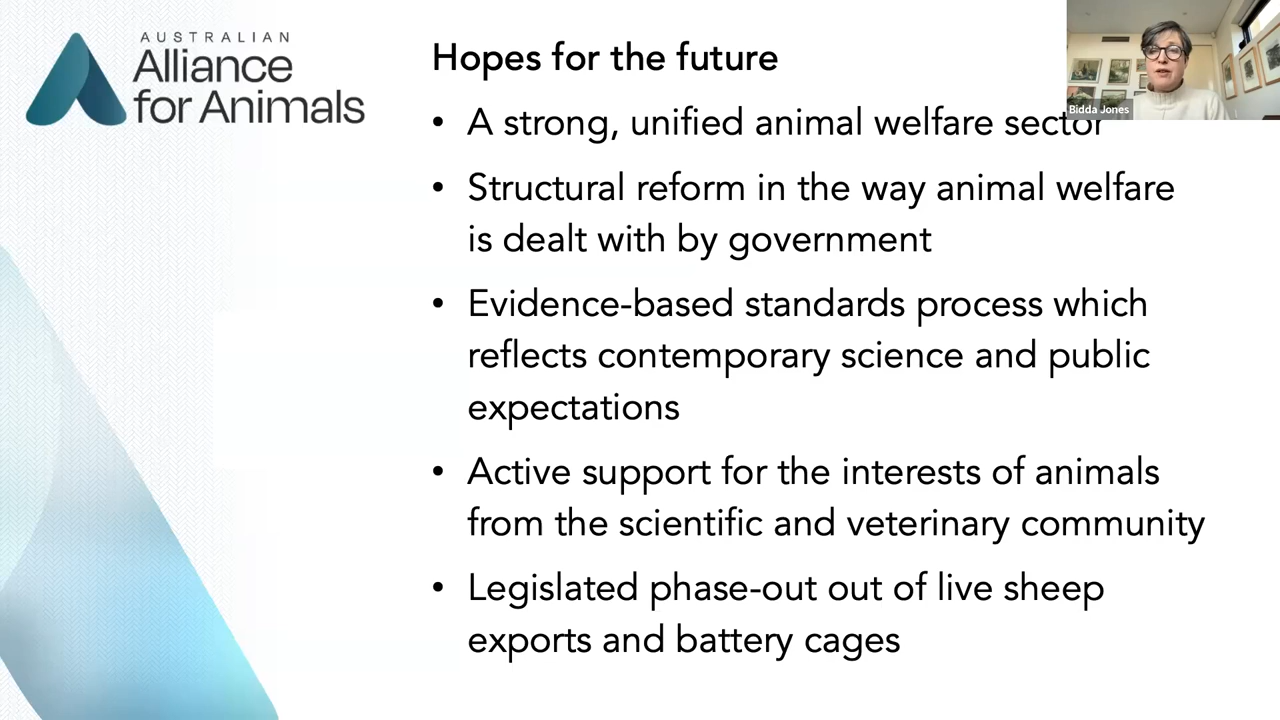 AUSTRALIAN
Alliance
for Animals
Hopes for the future
• A strong, unified animal welfare sector
• Structural reform in the way animal welfare
is dealt with by government
• Evidence-based standards process which
reflects contemporary science and public
expectations
• Active support for the interests of animals
from the scientific and veterinary community
• Legislated phase-out out of live sheep
exports and battery cages
Bidda Jones